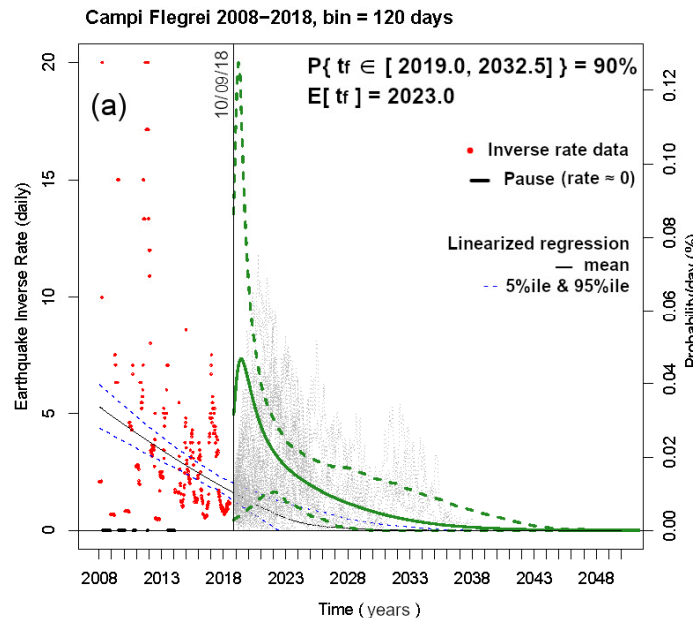 Campi Flegrei 2008−2018, bin = 120 days
(a)
10/09/18
P{ tf ∈ [ 2019.0, 2032.5] } = 90%
E[ tf ] = 2023.0
Inverse rate data
Pause (rate ≈ 0)
Linearized regression
mean
5%ile & 95%ile
Earthquake Inverse Rate (daily)
20
15
10
5
0
Probability/day (%)
0.12
0.10
0.08
0.06
0.04
0.02
0.00
2008 2013 2018 2023 2028 2033 2038 2043 2048
Time ( years )